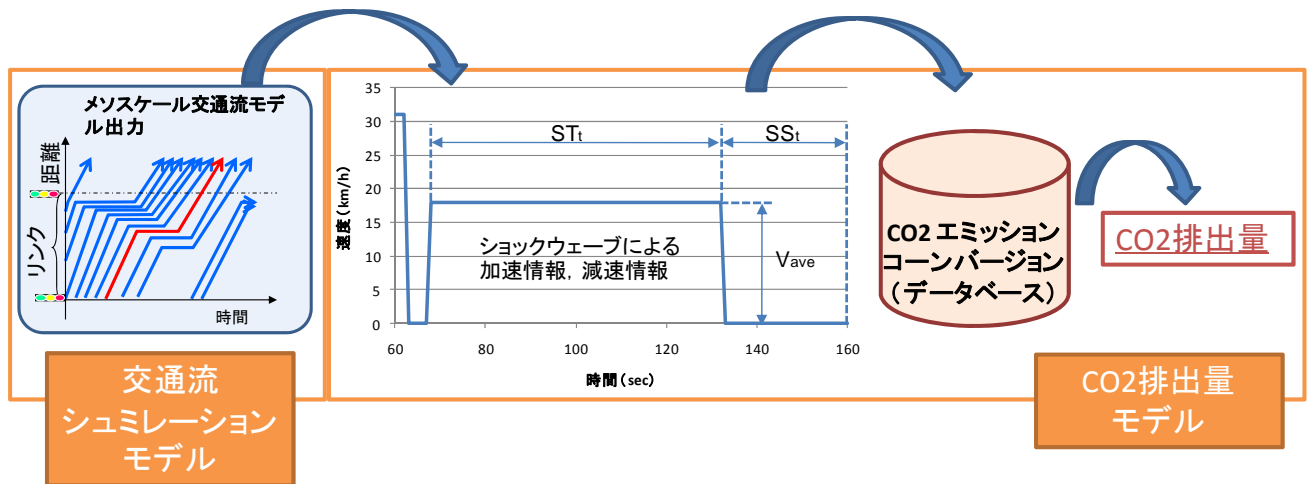 メソスケール交通流モデ
ル出力
距離
リンク
時間
交通流
シュミレーション
モデル
速度(km/h)
35
30
25
20
15
10
5
0
60
80
100
120
140
160
時間(sec)
STt
SSt
Vave
ショックウェーブによる
加速情報，減速情報
CO2 エミッション
コーンバージョン
(データベース)
CO2排出量
CO2排出量
モデル